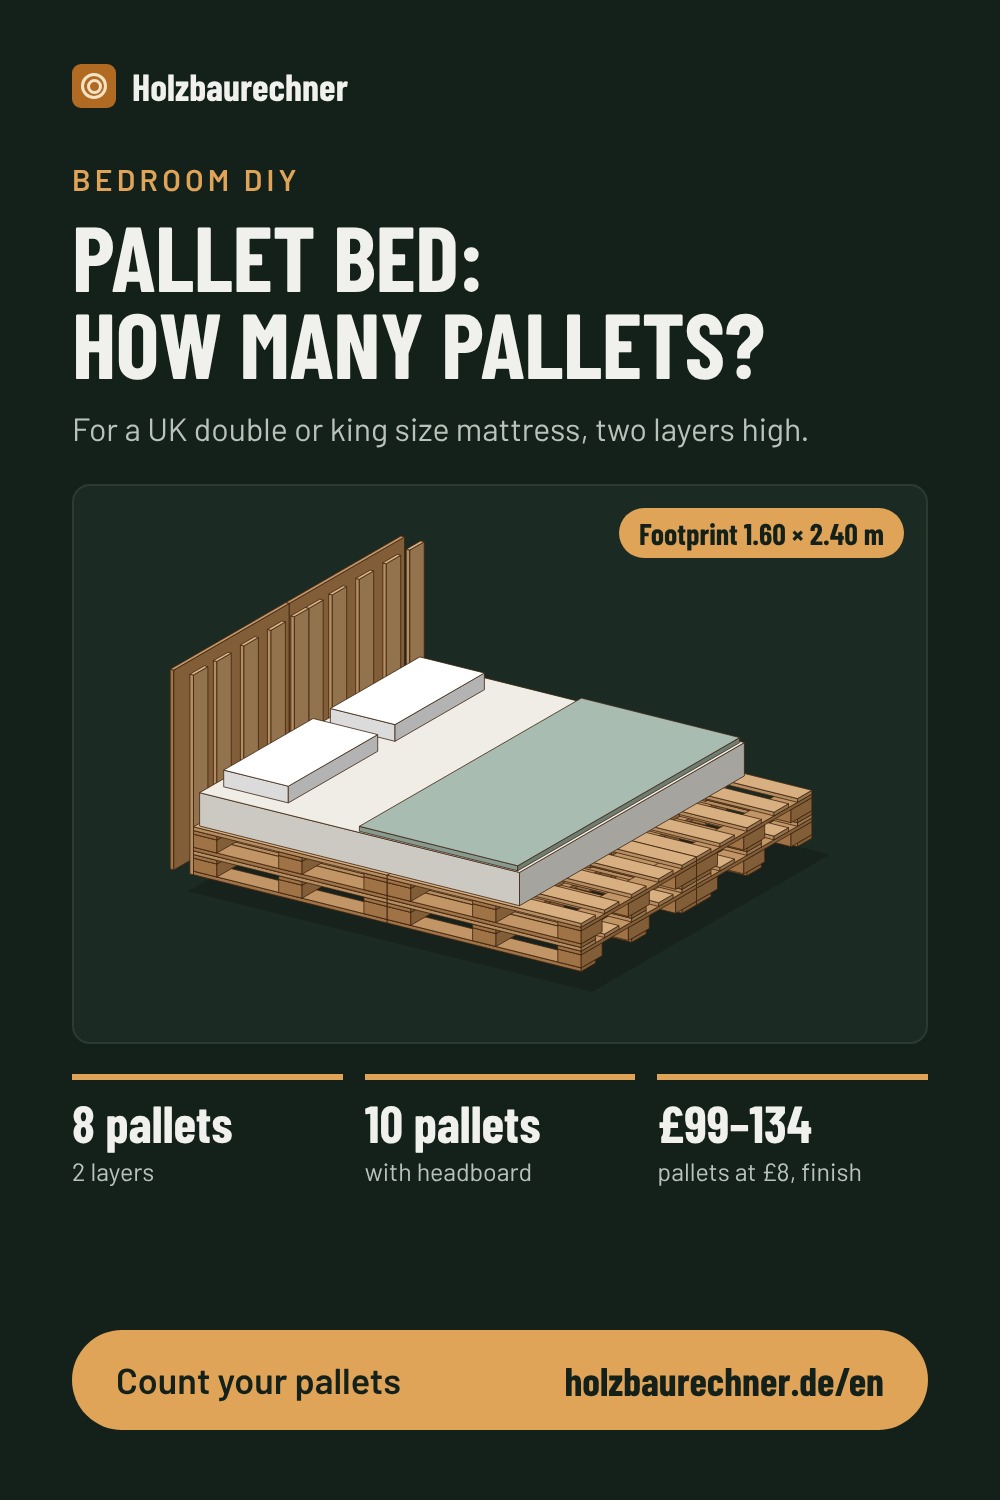 Holzbaurechner
BEDROOM DIY
PALLET BED:
HOW MANY PALLETS?
For a UK double or king size mattress, two layers high.
Footprint 1.60 × 2.40 m
8 pallets
2 layers
10 pallets
with headboard
£99–134
pallets at £8, finish
Count your pallets
holzbaurechner.de/en